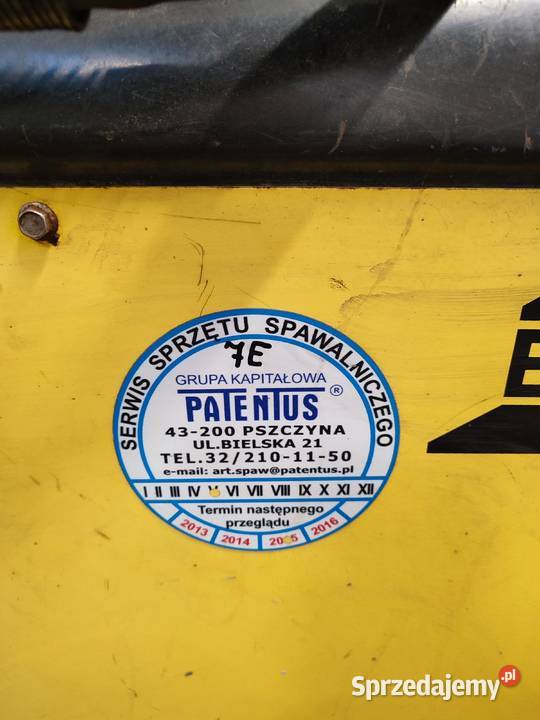 SERWIS SPRZĘTU SPAWALNICZEGO
7E
GRUPA KAPITAŁOWA
PATENTUS ®
43-200 PSZCZYNA
UL.BIELSKA 21
TEL.32/210-11-50
e-mail: art.spaw@patentus.pl
I II III IV VI VII VIII IX X XI XII
Termin następnego
przeglądu
2013 2014 2015 2016
Sprzedajemy.pl